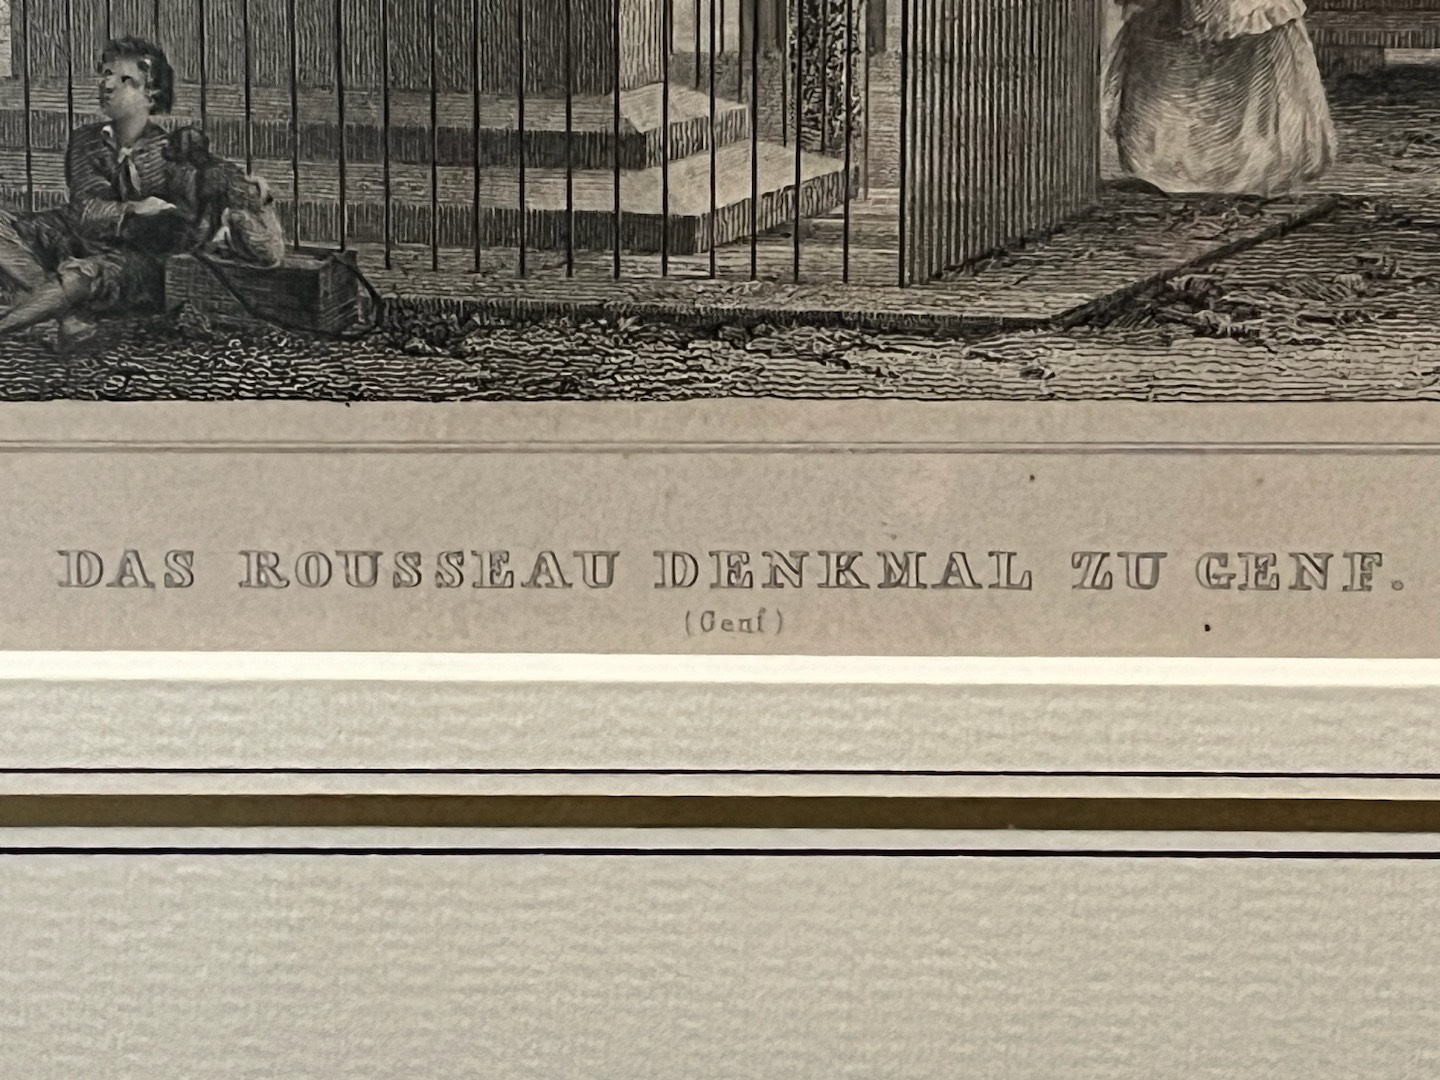 DAS ROUSSEAU DENKMAL ZU GENF.
(Genf)